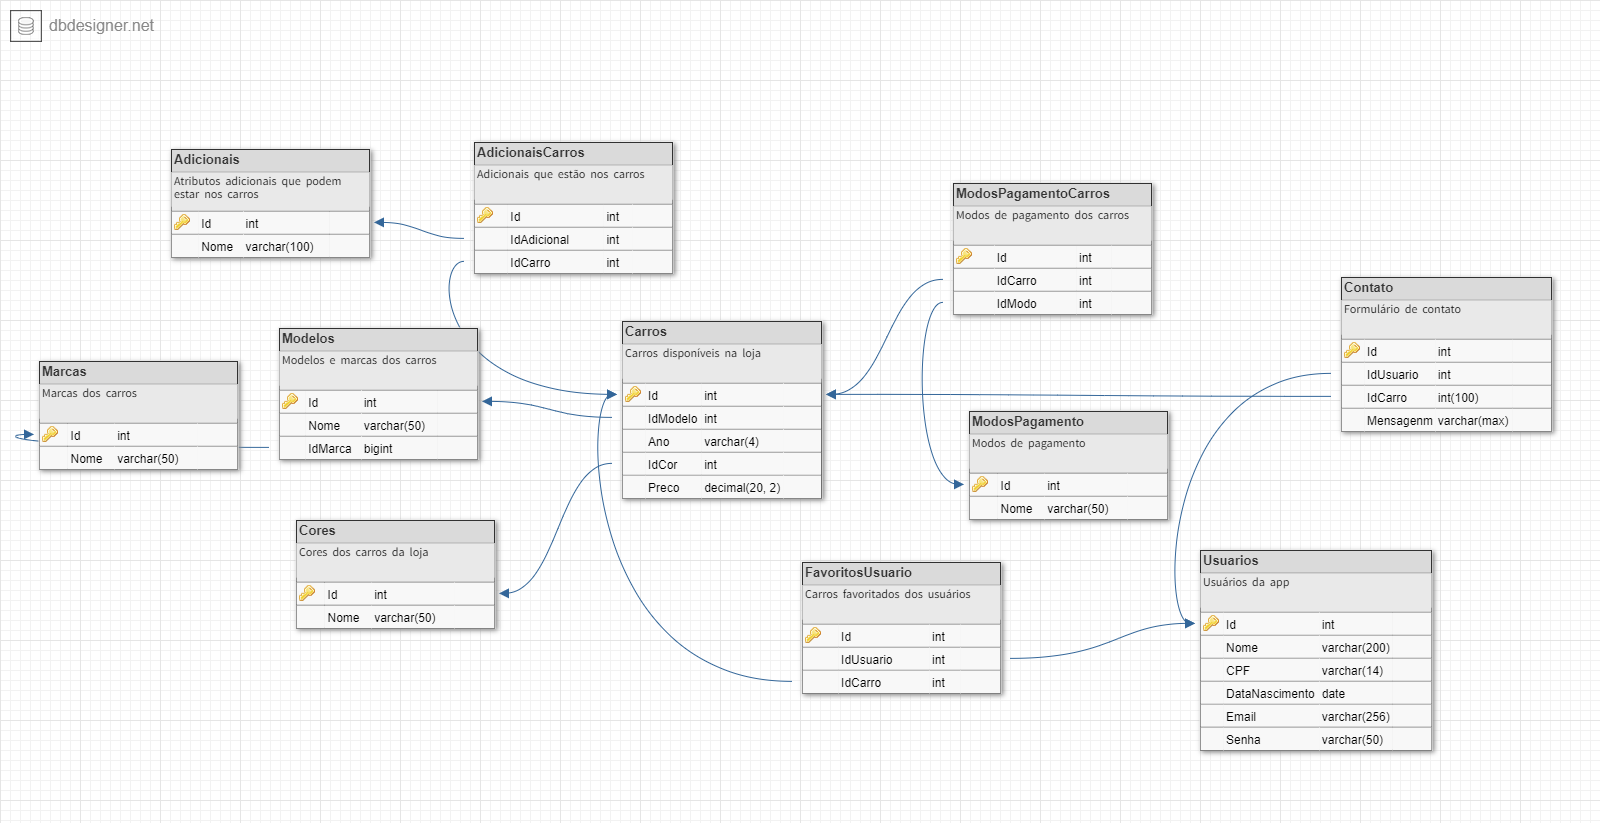 dbdesigner.net
Adicionais
Atributos adicionais que podem
estar nos carros
Id int
Nome varchar(100)
AdicionaisCarros
Adicionais que estão nos carros
Id int
IdAdicional int
IdCarro int
ModosPagamentoCarros
Modos de pagamento dos carros
Id int
IdCarro int
IdModo int
Contato
Formulário de contato
Id int
IdUsuario int
IdCarro int(100)
Mensagenm varchar(max)
Marcas
Marcas dos carros
Id int
Nome varchar(50)
Modelos
Modelos e marcas dos carros
Id int
Nome varchar(50)
IdMarca bigint
Carros
Carros disponíveis na loja
Id int
IdModelo int
Ano varchar(4)
IdCor int
Preco decimal(20, 2)
ModosPagamento
Modos de pagamento
Id int
Nome varchar(50)
Cores
Cores dos carros da loja
Id int
Nome varchar(50)
FavoritosUsuario
Carros favoritados dos usuários
Id int
IdUsuario int
IdCarro int
Usuarios
Usuários da app
Id int
Nome varchar(200)
CPF varchar(14)
DataNascimento date
Email varchar(256)
Senha varchar(50)